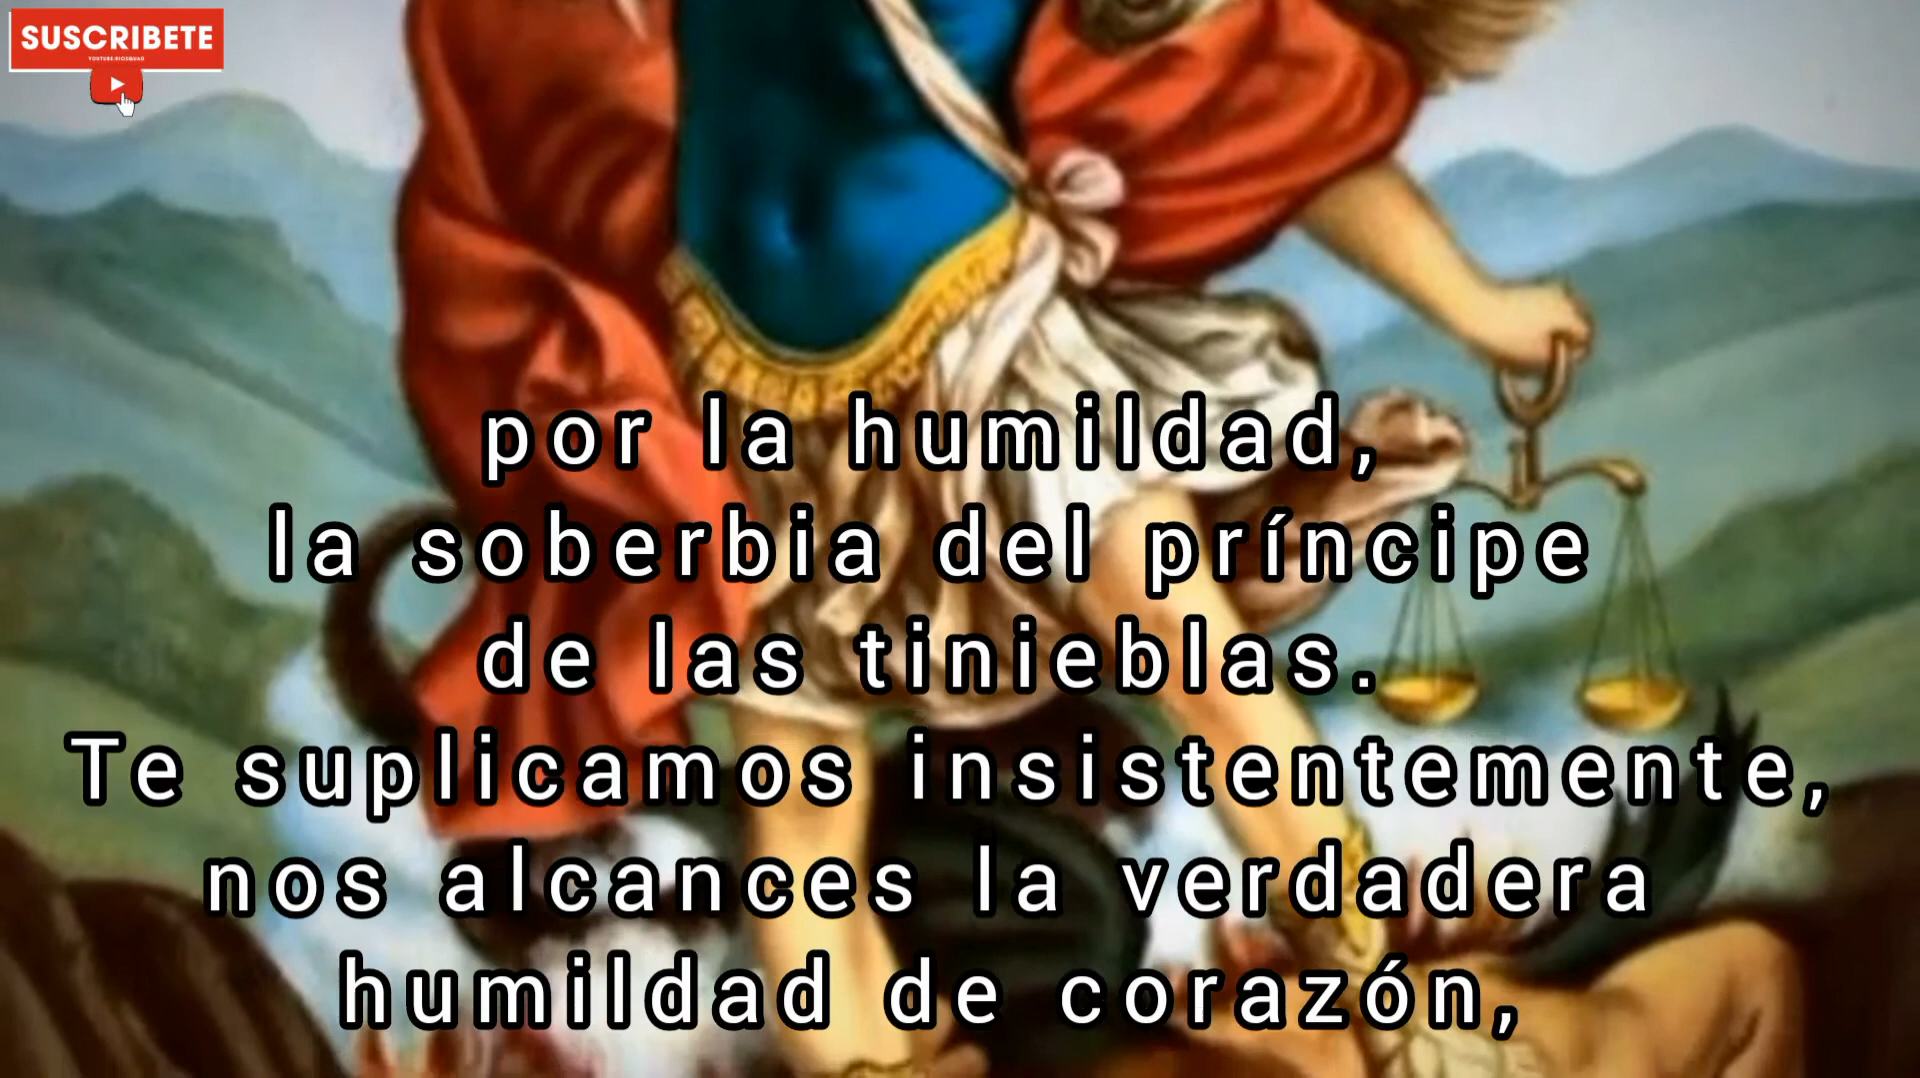 SUSCRIBETE
por la humildad,
la soberbia del príncipe
de las tinieblas.
Te suplicamos insistentemente,
nos alcances la verdadera
humildad de corazón,